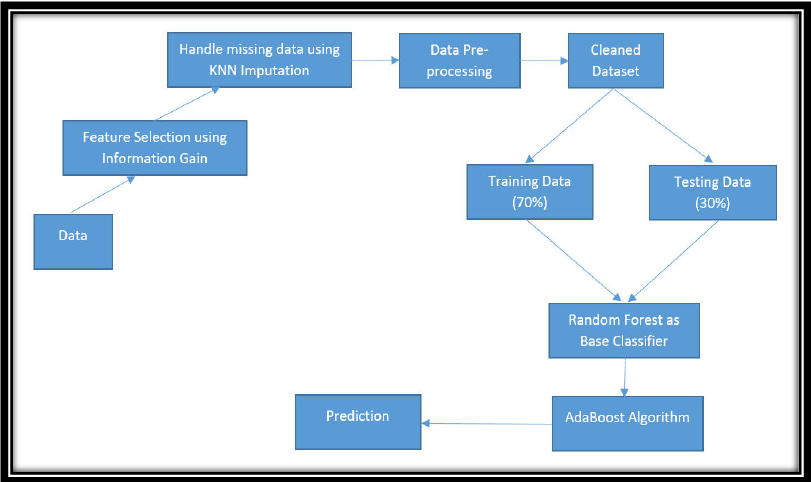 Handle missing data using
KNN Imputation
Data Pre-
processing
Cleaned
Dataset
Feature Selection using
Information Gain
Training Data
(70%)
Testing Data
(30%)
Data
Random Forest as
Base Classifier
Prediction
AdaBoost Algorithm